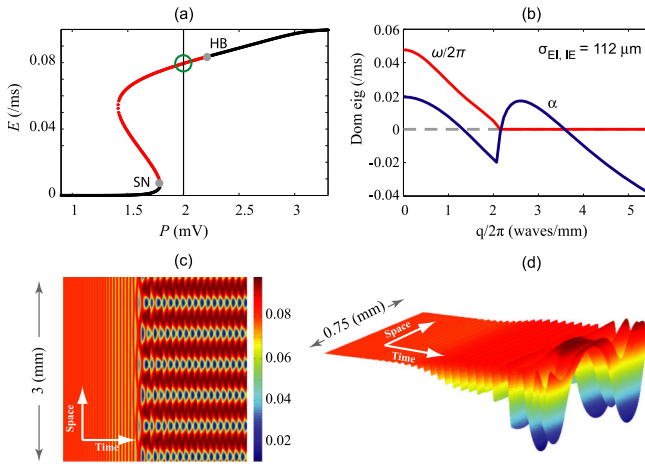 (a)
E (/ms)
0.08
0.04
0
HB
SN
1
1.5
2
2.5
3
P (mV)
(b)
Dom eig (/ms)
0.06
0.04
0.02
0
-0.02
-0.04
ω/2π
σEI, IE = 112 μm
α
0
1
2
3
4
5
q/2π (waves/mm)
(c)
3 (mm)
Space
Time
0.08
0.06
0.04
0.02
(d)
0.75 (mm)
Space
Time